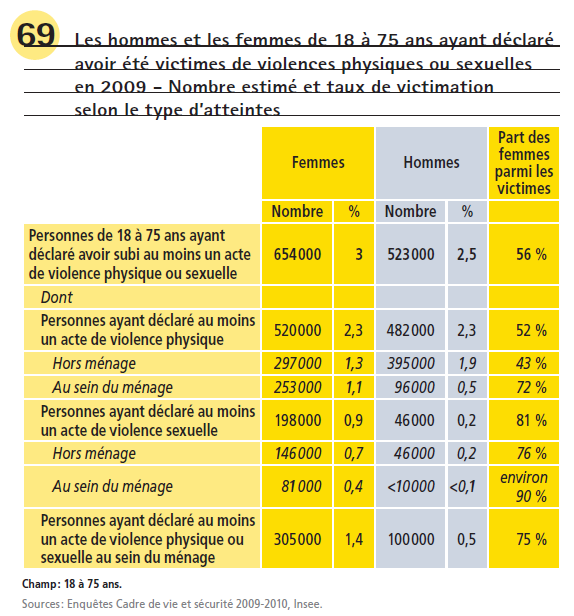 69
Les hommes et les femmes de 18 à 75 ans ayant déclaré
avoir été victimes de violences physiques ou sexuelles
en 2009 – Nombre estimé et taux de victimation
selon le type d'atteintes
Femmes Hommes Part des
femmes
parmi les
victimes
Nombre % Nombre %
Personnes de 18 à 75 ans ayant
déclaré avoir subi au moins un acte 654000 3 523000 2,5 56 %
de violence physique ou sexuelle
Dont
Personnes ayant déclaré au moins
un acte de violence physique 520000 2,3 482000 2,3 52 %
Hors ménage 297000 1,3 395000 1,9 43 %
Au sein du ménage 253000 1,1 96000 0,5 72 %
Personnes ayant déclaré au moins
un acte de violence sexuelle 198000 0,9 46000 0,2 81 %
Hors ménage 146000 0,7 46000 0,2 76 %
Au sein du ménage 81000 0,4 <10000 <0,1 environ
90 %
Personnes ayant déclaré au moins
un acte de violence physique ou 305000 1,4 100000 0,5 75 %
sexuelle au sein du ménage
Champ: 18 à 75 ans.
Sources: Enquêtes Cadre de vie et sécurité 2009-2010, Insee.